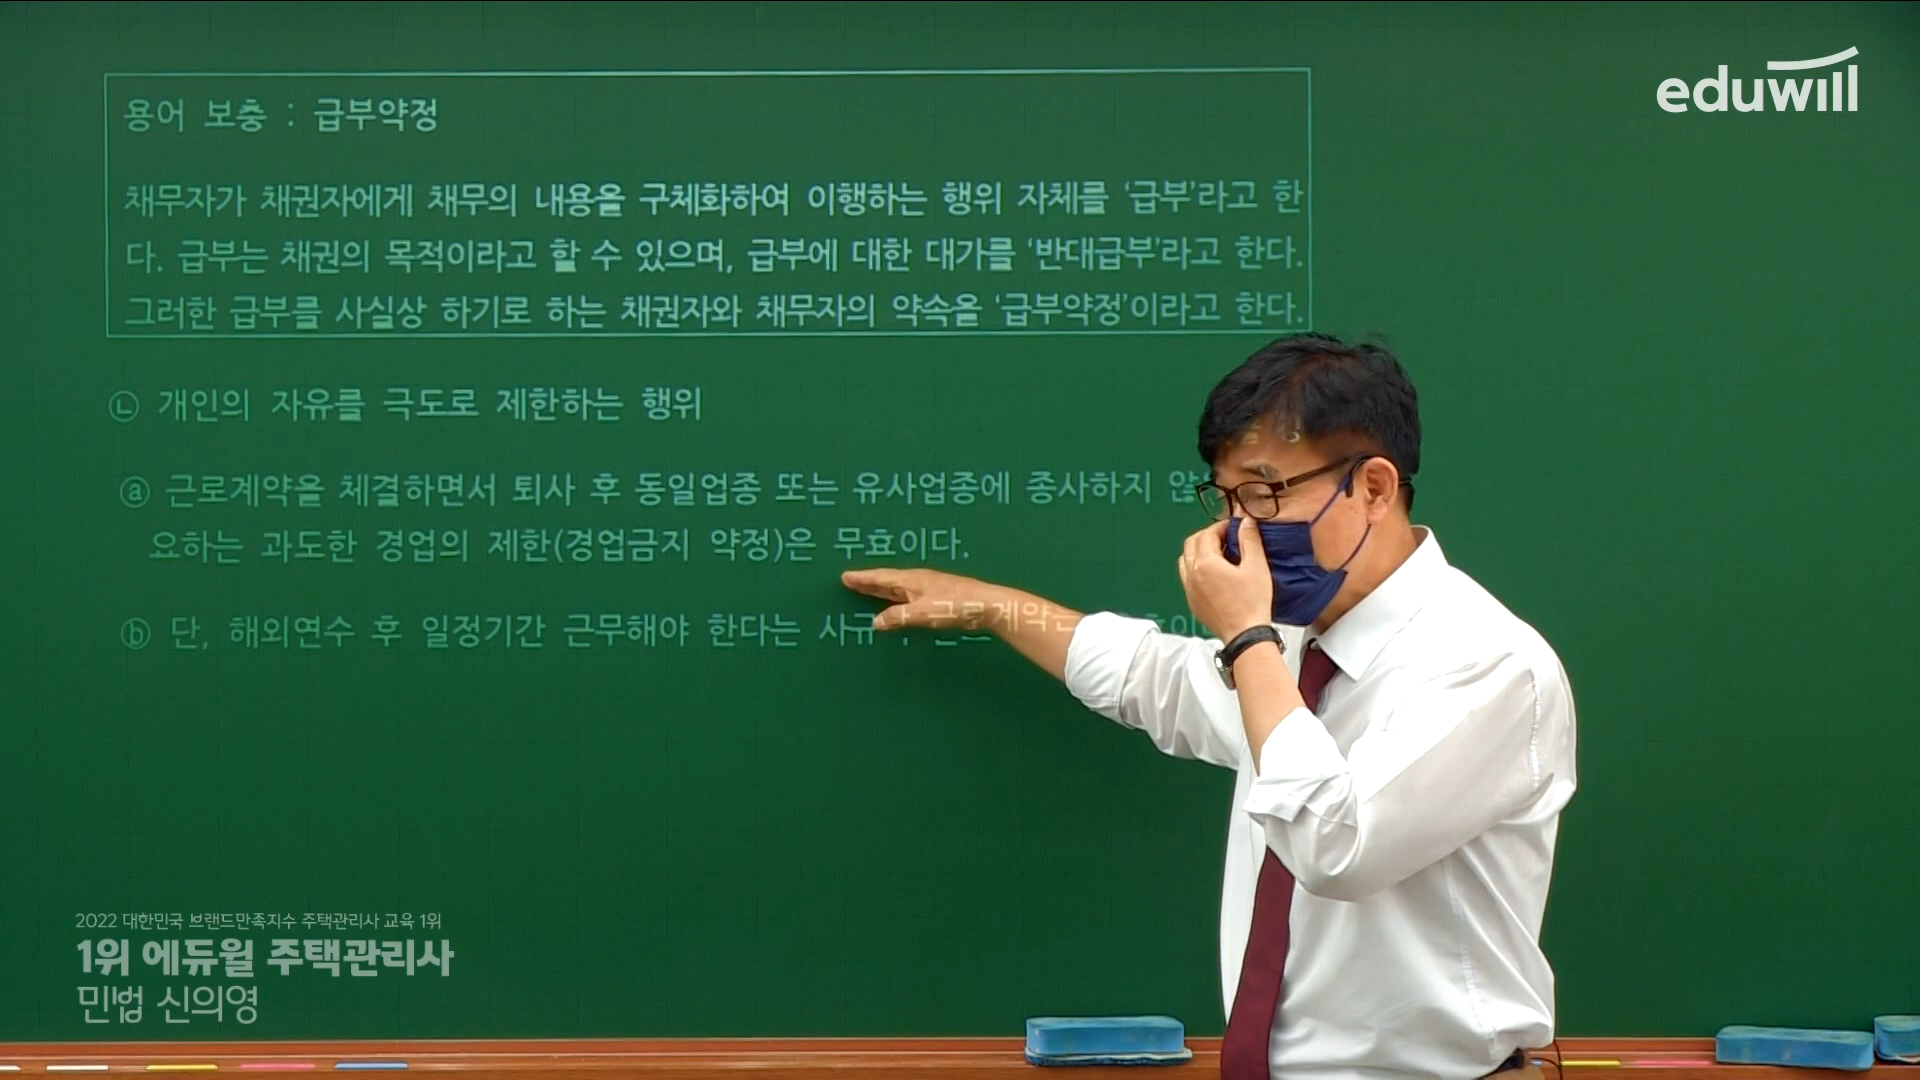 eduwill
용어 보충 : 급부약정
채무자가 채권자에게 채무의 내용을 구체화하여 이행하는 행위 자체를 ‘급부’라고 한
다. 급부는 채권의 목적이라고 할 수 있으며, 급부에 대한 대가를 ‘반대급부’라고 한다.
그러한 급부를 사실상 하기로 하는 채권자와 채무자의 약속을 ‘급부약정’이라고 한다.
㉡ 개인의 자유를 극도로 제한하는 행위
ⓐ 근로계약을 체결하면서 퇴사 후 동일업종 또는 유사업종에 종사하지
요하는 과도한 경업의 제한(경업금지 약정)은 무효이다.
ⓑ 단, 해외연수 후 일정기간 근무해야 한다는 근로계약은
2022 대한민국 브랜드만족지수 주택관리사 교육 1위
1위 에듀윌 주택관리사
민법 신의영